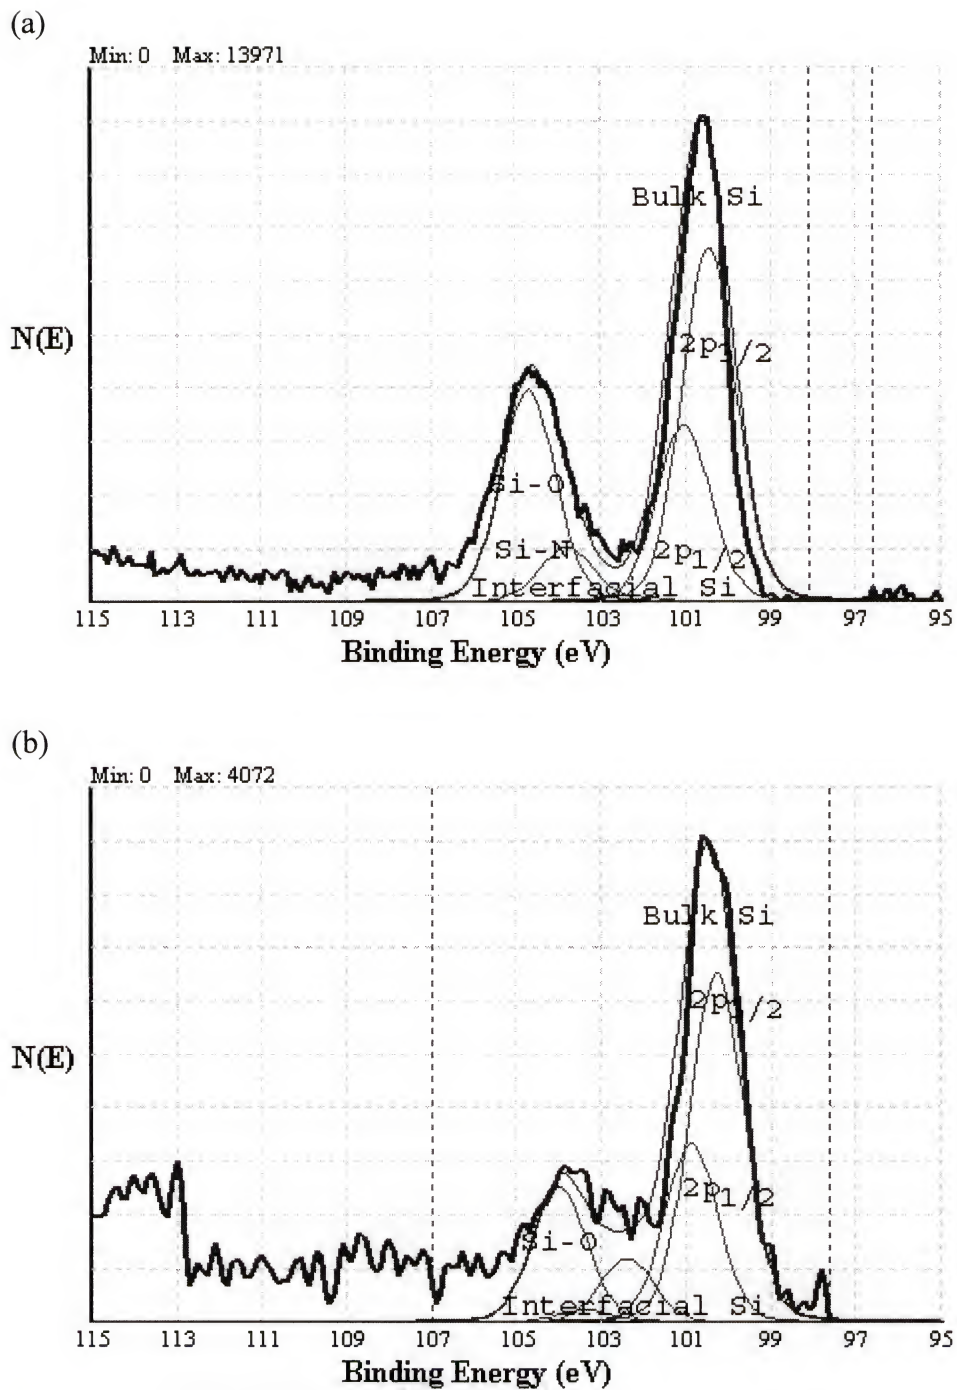 (a)
Min: 0 Max: 13971
Bulk Si
N(E)
2p1/2
Si-O
Si-N
2p1/2
Interfacial Si
115 113 111 109 107 105 103 101 99 97 95
Binding Energy (eV)
(b)
Min: 0 Max: 4072
Bulk Si
2p3/2
N(E)
2p1/2
Si-O
Interfacial Si
115 113 111 109 107 105 103 101 99 97 95
Binding Energy (eV)